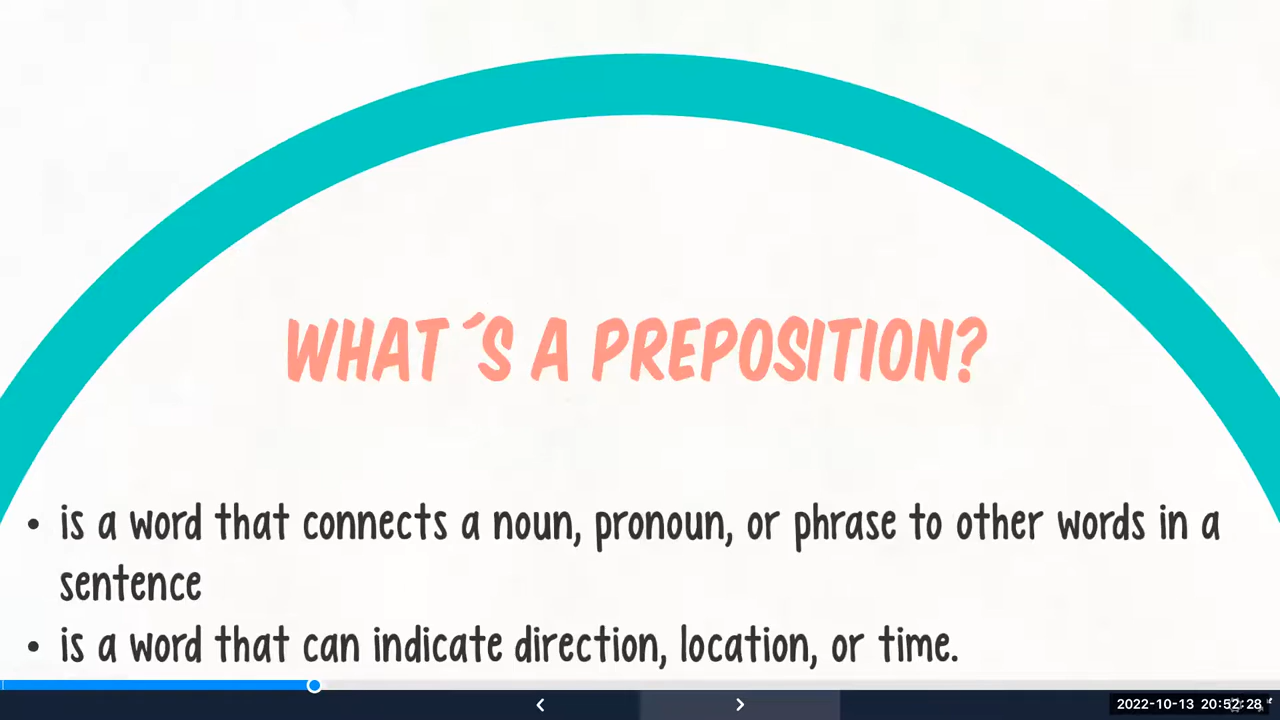 WHAT´S A PREPOSITION?
• is a word that connects a noun, pronoun, or phrase to other words in a
sentence
• is a word that can indicate direction, location, or time.
2022-10-13 20:52:28